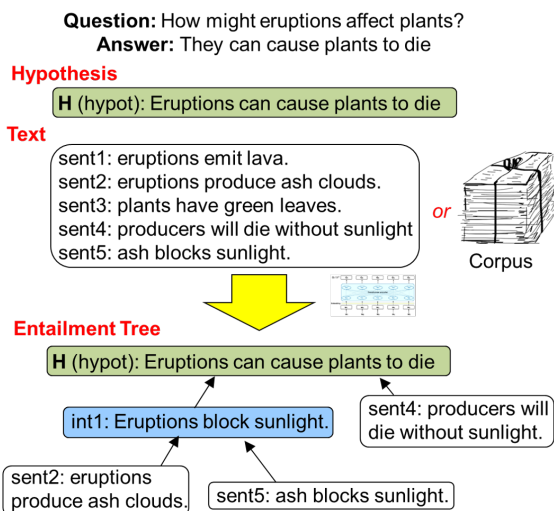 Question: How might eruptions affect plants?
Answer: They can cause plants to die
Hypothesis
H (hypot): Eruptions can cause plants to die
Text
sent1: eruptions emit lava.
sent2: eruptions produce ash clouds.
sent3: plants have green leaves.
sent4: producers will die without sunlight
sent5: ash blocks sunlight.
or
Corpus
Entailment Tree
H (hypot): Eruptions can cause plants to die
int1: Eruptions block sunlight.
sent4: producers will
die without sunlight.
sent2: eruptions
produce ash clouds.
sent5: ash blocks sunlight.